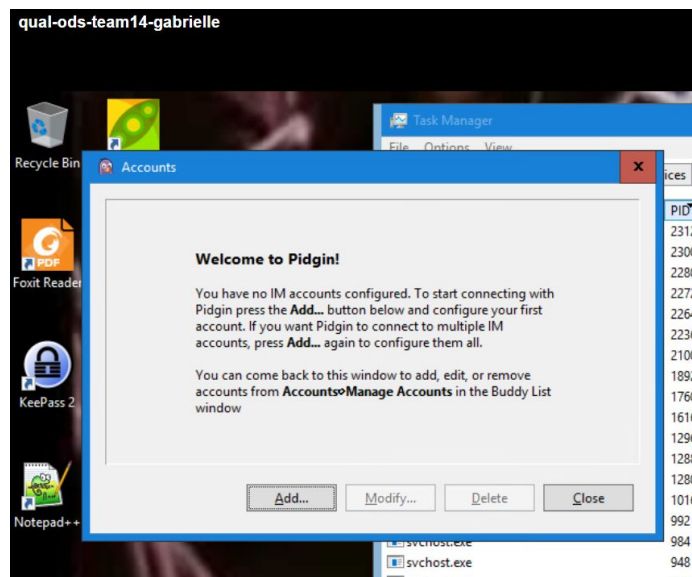 qual-ods-team14-gabrielle
Recycle Bin
Task Manager
File Options View
Accounts
x
ices
PID
Welcome to Pidgin!
You have no IM accounts configured. To start connecting with
Pidgin press the Add... button below and configure your first
account. If you want Pidgin to connect to multiple IM
accounts, press Add... again to configure them all.
You can come back to this window to add, edit, or remove
accounts from Accounts⇨Manage Accounts in the Buddy List
window
PDF
Foxit Reader
KeePass 2
Notepad++
Add...
Modify...
Delete
Close
2280
2100
1760
992
svchost.exe 984
svchost.exe 948